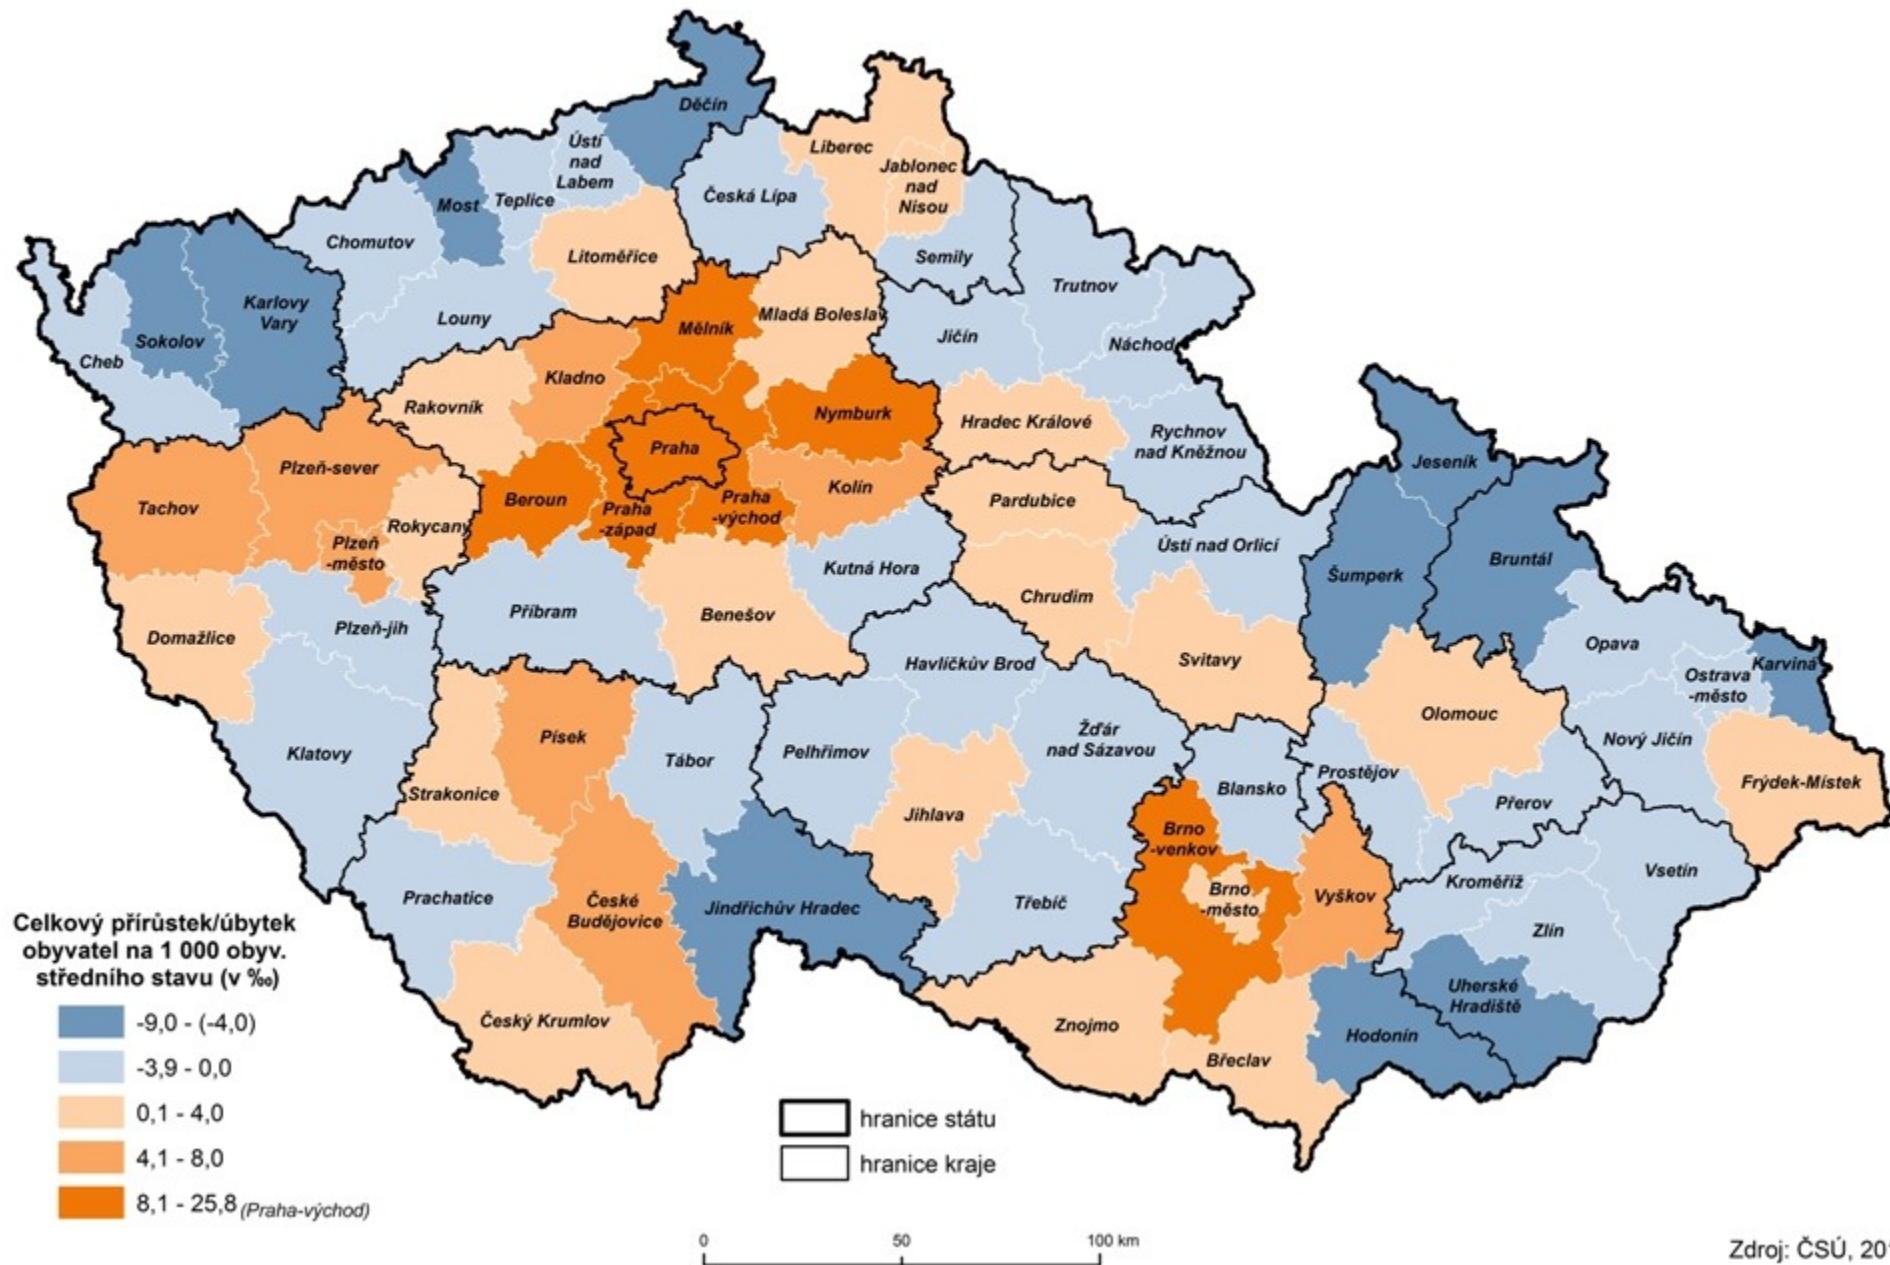 Děčín
Liberec
Ústí
nad
Labem
Jablonec
nad
Nisou
Most
Teplice
Česká Lípa
Chomutov
Litoměřice
Semily
Trutnov
Karlovy
Vary
Sokolov
Cheb
Louny
Mělník
Mladá Boleslav
Jičín
Náchod
Kladno
Rakovník
Nymburk
Hradec Králové
Rychnov
nad Kněžnou
Praha
Jeseník
Plzeň-sever
Tachov
Beroun
Kolín
Praha
-východ
Praha
-západ
Pardubice
Rokycany
Plzeň
-město
Ústí nad Orlicí
Šumperk
Bruntál
Kutná Hora
Chrudim
Příbram
Benešov
Domažlice
Plzeň-jih
Opava
Svitavy
Havlíčkův Brod
Karviná
Ostrava
-město
Olomouc
Písek
Klatovy
Tábor
Pelhřimov
Žďár
nad Sázavou
Nový Jičín
Prostějov
Frýdek-Místek
Blansko
Strakonice
Přerov
Jihlava
Brno
-venkov
Vsetín
Kroměříž
Prachatice
České
Budějovice
Jindřichův Hradec
Třebíč
Brno
-město
Vyškov
Zlín
Uherské
Hradiště
Český Krumlov
Znojmo
Hodonín
Břeclav
Celkový přírůstek/úbytek
obyvatel na 1 000 obyv.
středního stavu (v ‰)
-9,0 - (-4,0)
-3,9 - 0,0
0,1 - 4,0
4,1 - 8,0
8,1 - 25,8 (Praha-východ)
hranice státu
hranice kraje
0 50 100 km
Zdroj: ČSÚ,